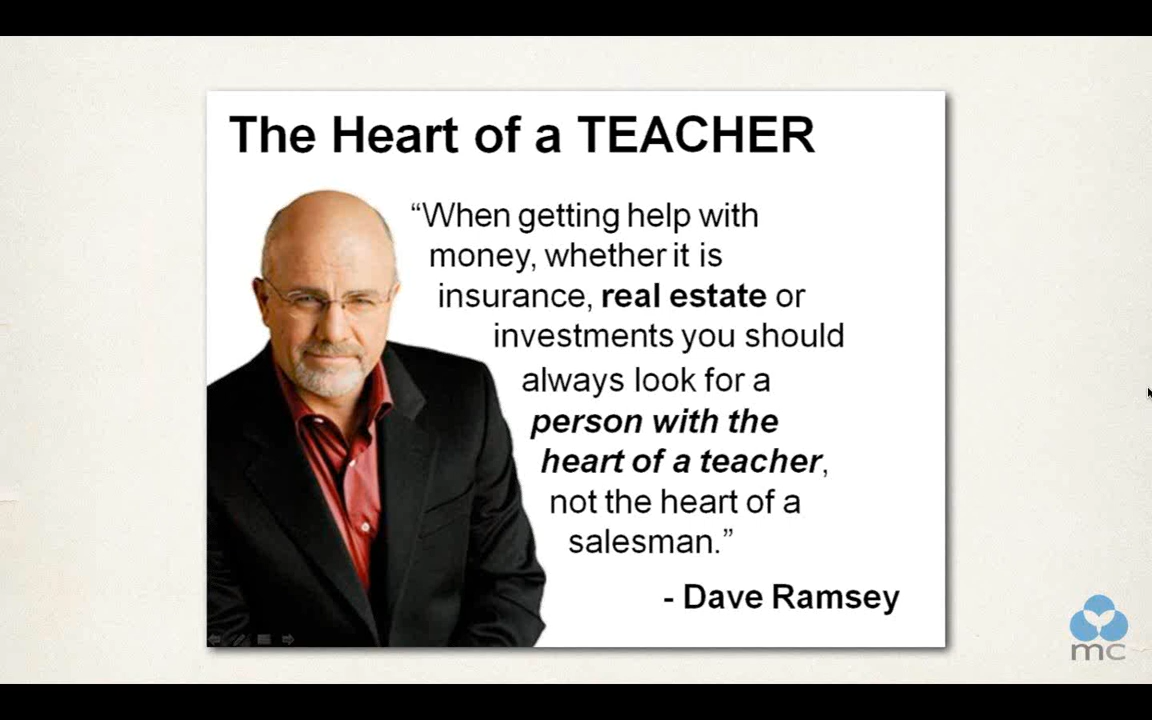 The Heart of a TEACHER
“When getting help with
money, whether it is
insurance, real estate or
investments you should
always look for a
person with the
heart of a teacher,
not the heart of a
salesman.”
- Dave Ramsey
mc